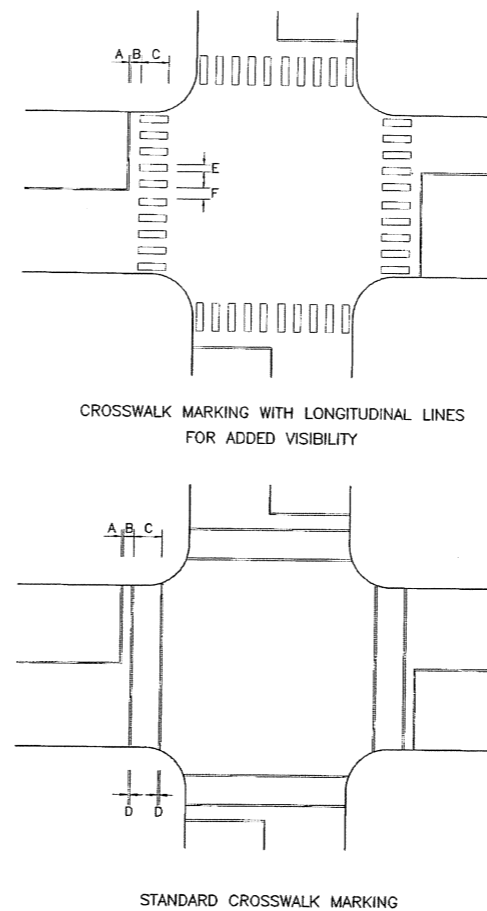 A B C
E
F
CROSSWALK MARKING WITH LONGITUDINAL LINES
FOR ADDED VISIBILITY
A B C
D D
STANDARD CROSSWALK MARKING